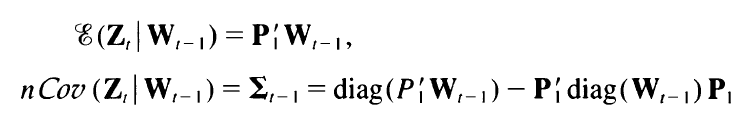 ℰ(Z_t | W_{t-1}) = P′_1 W_{t-1},
n Cov (Z_t | W_{t-1}) = Σ_{t-1} = diag(P′_1 W_{t-1}) − P′_1 diag(W_{t-1}) P_1